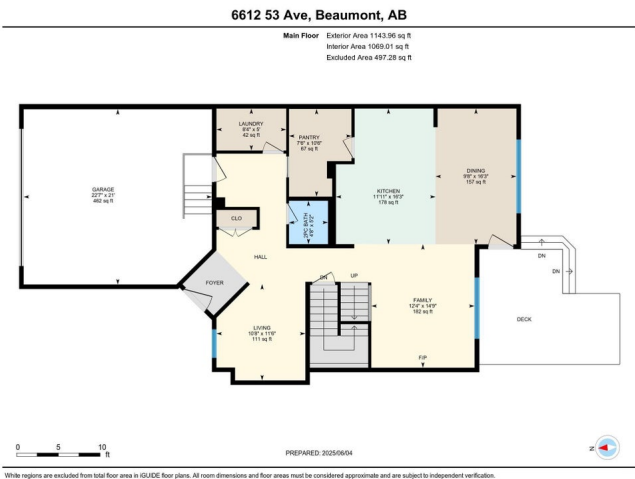 6612 53 Ave, Beaumont, AB
Main Floor Exterior Area 1143.96 sq ft
Interior Area 1069.01 sq ft
Excluded Area 497.28 sq ft
LAUNDRY
8'4" x 5'
42 sq ft
PANTRY
7'8" x 10'6"
67 sq ft
GARAGE
22'7" x 21'
462 sq ft
KITCHEN
11'11" x 16'3"
178 sq ft
DINING
9'8" x 16'3"
157 sq ft
2PC BATH
4'8" x 5'2"
CLO
HALL
FOYER
DN
UP
LIVING
10'8" x 11'6"
111 sq ft
FAMILY
12'4" x 14'9"
182 sq ft
F/P
DN
DN
DECK
0 5 10
ft
PREPARED: 2025/06/04
N
White regions are excluded from total floor area in iGUIDE floor plans. All room dimensions and floor areas must be considered approximate and are subject to independent verification.